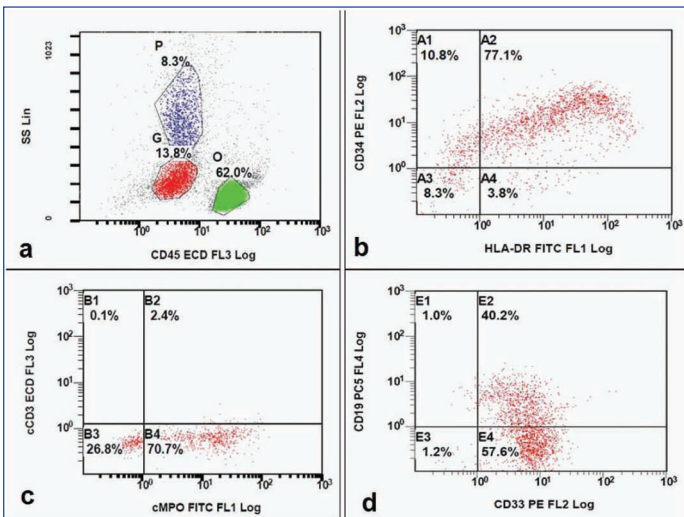 1023
SS Lin
0
P
8.3%
G
13.8%
O
62.0%
10⁰ 10¹ 10² 10³
CD45 ECD FL3 Log
a
10³
10²
10¹
10⁰
CD34 PE FL2 Log
A1
10.8%
A2
77.1%
A3
8.3%
A4
3.8%
10⁰ 10¹ 10² 10³
HLA-DR FITC FL1 Log
b
10³
10²
10¹
10⁰
cCD3 ECD FL3 Log
B1
0.1%
B2
2.4%
B3
26.8%
B4
70.7%
10⁰ 10¹ 10² 10³
cMPO FITC FL1 Log
c
10³
10²
10¹
10⁰
CD19 PC5 FL4 Log
E1
1.0%
E2
40.2%
E3
1.2%
E4
57.6%
10⁰ 10¹ 10² 10³
CD33 PE FL2 Log
d